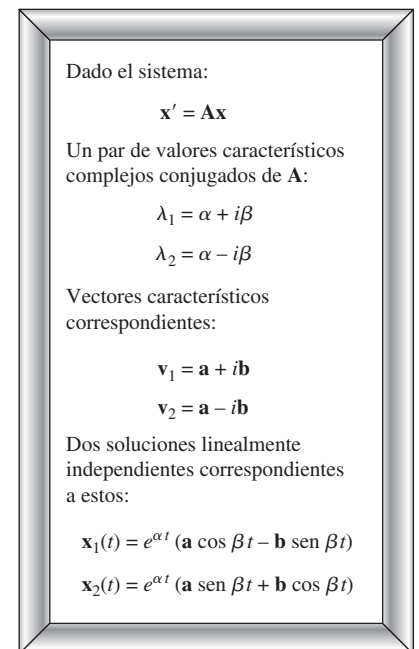 Dado el sistema:
x′ = Ax
Un par de valores característicos
complejos conjugados de A:
λ₁ = α + iβ
λ₂ = α – iβ
Vectores característicos
correspondientes:
v₁ = a + ib
v₂ = a – ib
Dos soluciones linealmente
independientes correspondientes
a estos:
x₁(t) = e^{αt} (a cos βt – b sen βt)
x₂(t) = e^{αt} (a sen βt + b cos βt)